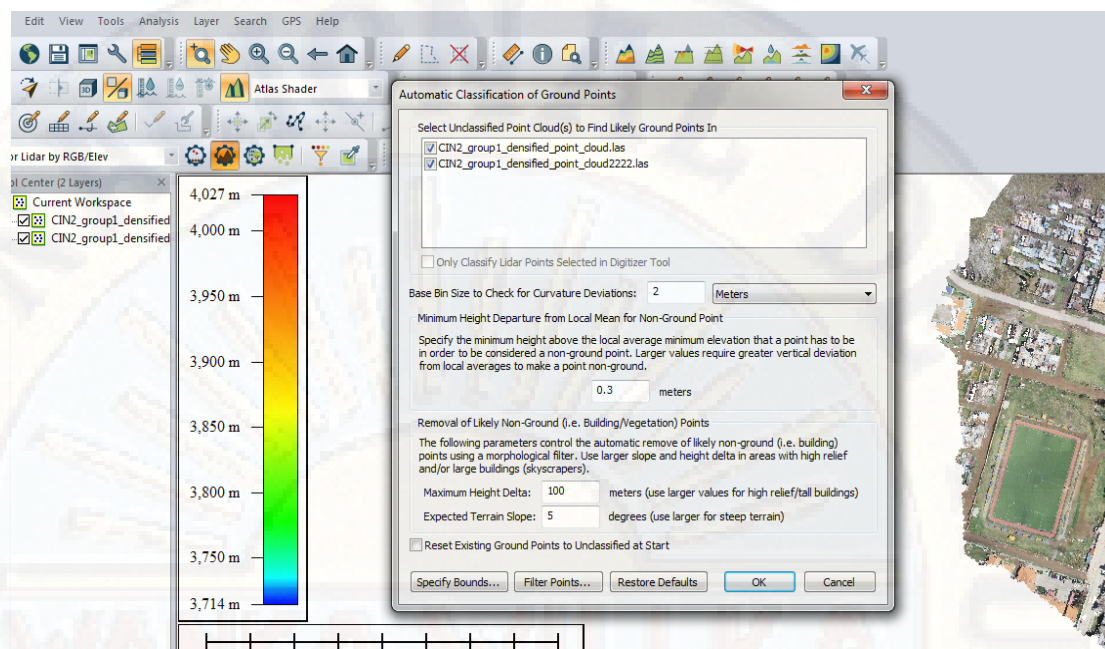 Edit View Tools Analysis Layer Search GPS Help
Atlas Shader
or Lidar by RGB/Elev
ol Center (2 Layers)
Current Workspace
CIN2_group1_densified
CIN2_group1_densified
4,027 m
4,000 m
3,950 m
3,900 m
3,850 m
3,800 m
3,750 m
3,714 m
Automatic Classification of Ground Points
Select Unclassified Point Cloud(s) to Find Likely Ground Points In
CIN2_group1_densified_point_cloud.las
CIN2_group1_densified_point_cloud2222.las
Only Classify Lidar Points Selected in Digitizer Tool
Base Bin Size to Check for Curvature Deviations: 2 Meters
Minimum Height Departure from Local Mean for Non-Ground Point
Specify the minimum height above the local average minimum elevation that a point has to be
in order to be considered a non-ground point. Larger values require greater vertical deviation
from local averages to make a point non-ground.
0.3 meters
Removal of Likely Non-Ground (i.e. Building/Vegetation) Points
The following parameters control the automatic remove of likely non-ground (i.e. building)
points using a morphological filter. Use larger slope and height delta in areas with high relief
and/or large buildings (skyscrapers).
Maximum Height Delta: 100 meters (use larger values for high relief/tall buildings)
Expected Terrain Slope: 5 degrees (use larger for steep terrain)
Reset Existing Ground Points to Unclassified at Start
Specify Bounds... Filter Points... Restore Defaults OK Cancel